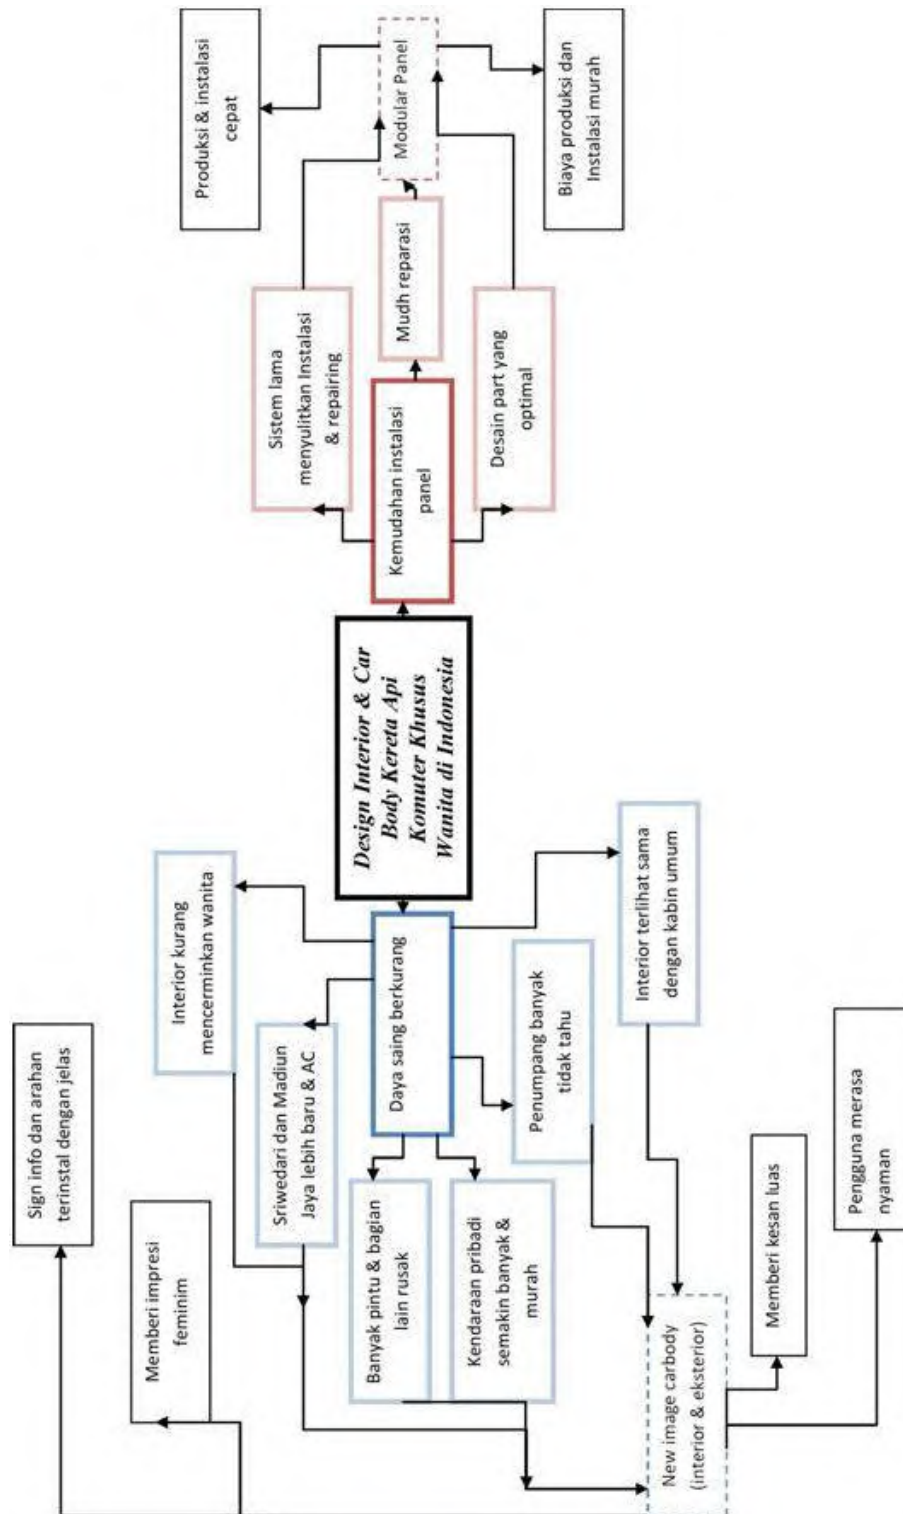 Sign info dan arahan
terinstal dengan jelas
Memberi impresi
feminim
Interior kurang
mencerminkan wanita
Sriwedari dan Madiun
Jaya lebih baru & AC
Banyak pintu & bagian
lain rusak
Kendaraan pribadi
semakin banyak &
murah
Daya saing berkurang
Penumpang banyak
tidak tahu
Interior terlihat sama
dengan kabin umum
New image carbody
(interior & eksterior)
Memberi kesan luas
Pengguna merasa
nyaman
Design Interior & Car
Body Kereta Api
Komuter Khusus
Wanita di Indonesia
Kemudahan instalasi
panel
Sistem lama
menyulitkan Instalasi
& repairing
Mudh reparasi
Desain part yang
optimal
Modular Panel
Produksi & instalasi
cepat
Biaya produksi dan
Instalasi murah